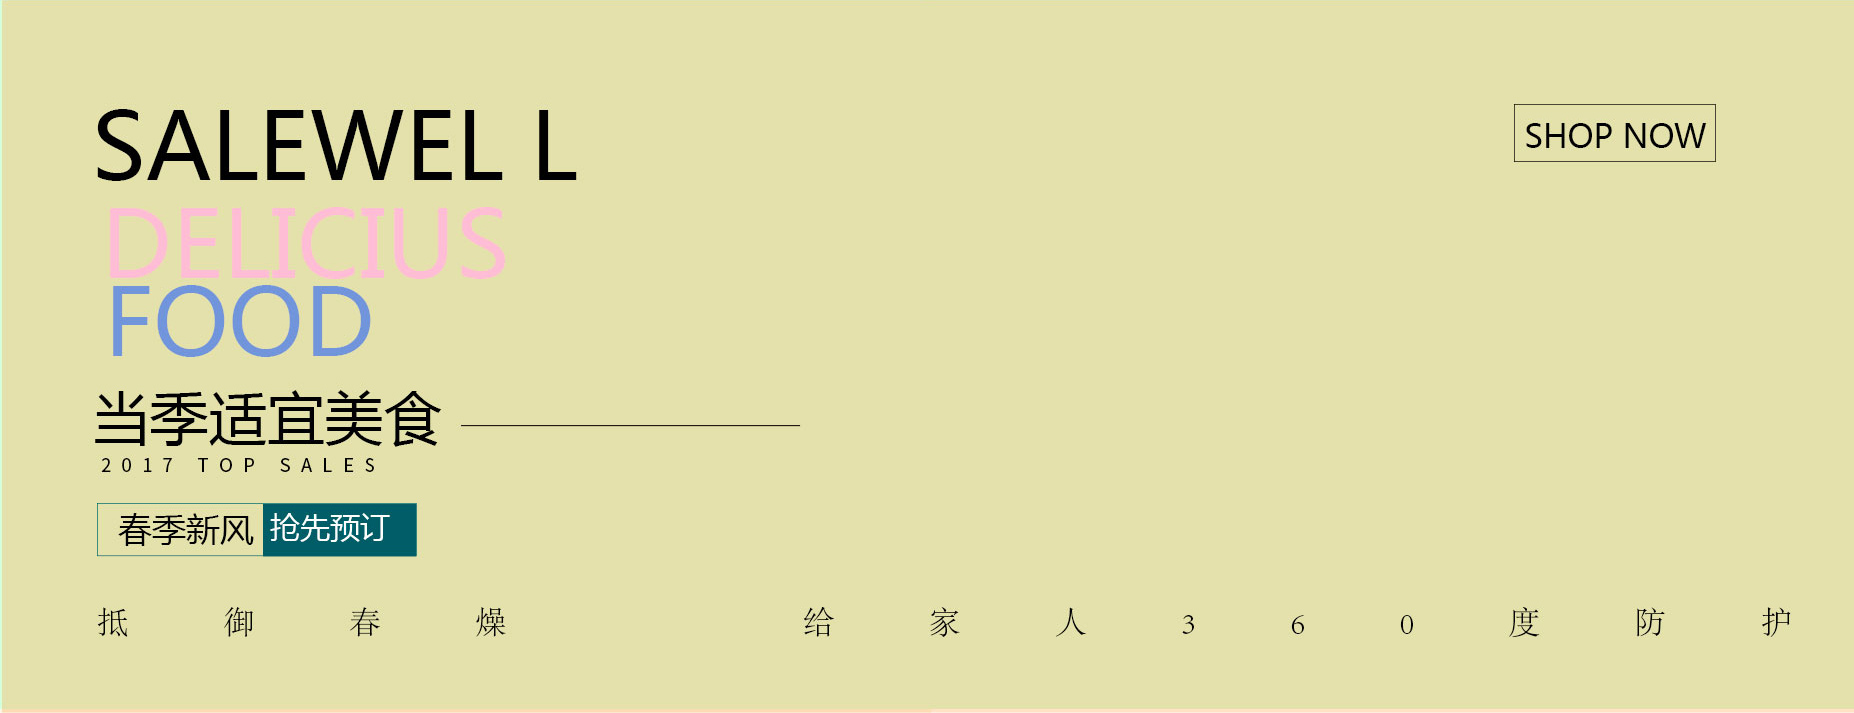 SALEWEL L
SHOP NOW
DELICIUS
FOOD
当季适宜美食
2017 TOP SALES
春季新风 抢先预订
抵御春燥 给家人360度防护